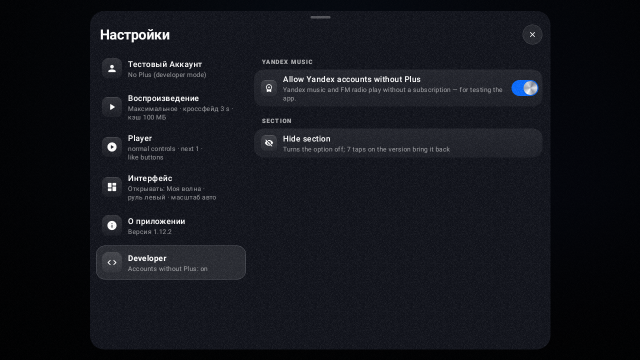 Настройки
Тестовый Аккаунт
No Plus (developer mode)
Воспроизведение
Максимальное · кроссфейд 3 s ·
кэш 100 МБ
Player
normal controls · next 1 ·
like buttons
Интерфейс
Открывать: Моя волна ·
руль левый · масштаб авто
О приложении
Версия 1.12.2
Developer
Accounts without Plus: on
YANDEX MUSIC
Allow Yandex accounts without Plus
Yandex music and FM radio play without a subscription — for testing the
app.
SECTION
Hide section
Turns the option off; 7 taps on the version bring it back